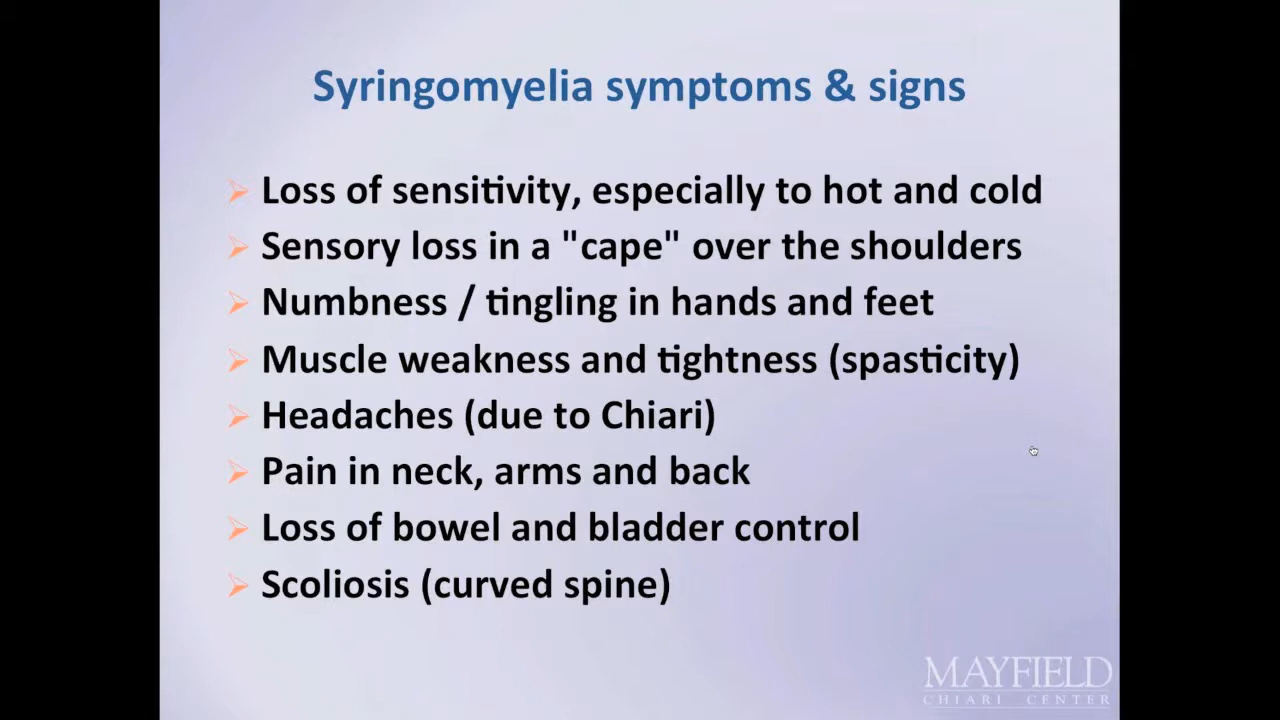 Syringomyelia symptoms & signs
Loss of sensitivity, especially to hot and cold
Sensory loss in a "cape" over the shoulders
Numbness / tingling in hands and feet
Muscle weakness and tightness (spasticity)
Headaches (due to Chiari)
Pain in neck, arms and back
Loss of bowel and bladder control
Scoliosis (curved spine)
MAYFIELD
CHIARI CENTER